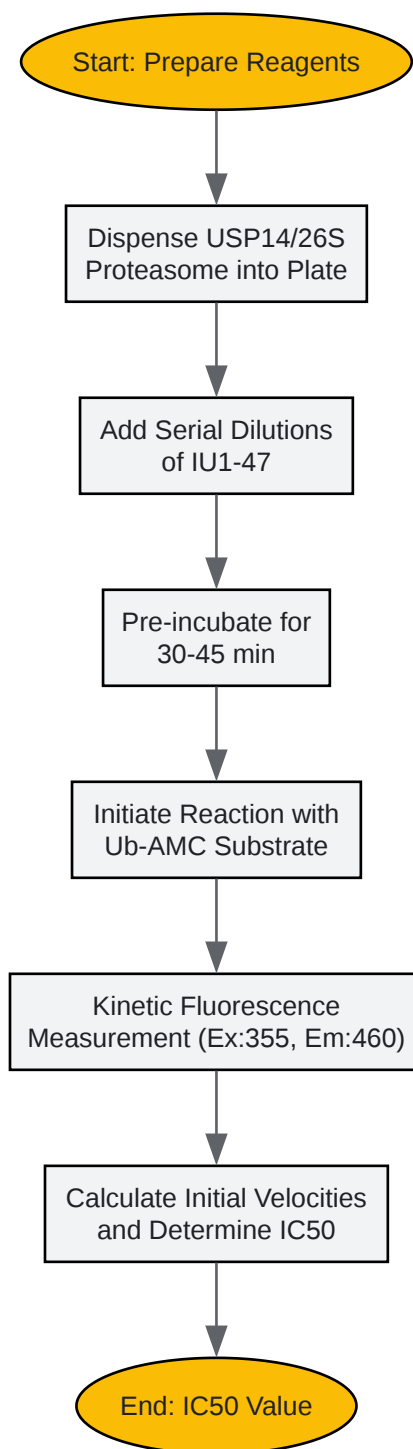 Start: Prepare Reagents
Dispense USP14/26S
Proteasome into Plate
Add Serial Dilutions
of IU1-47
Pre-incubate for
30-45 min
Initiate Reaction with
Ub-AMC Substrate
Kinetic Fluorescence
Measurement (Ex:355, Em:460)
Calculate Initial Velocities
and Determine IC50
End: IC50 Value